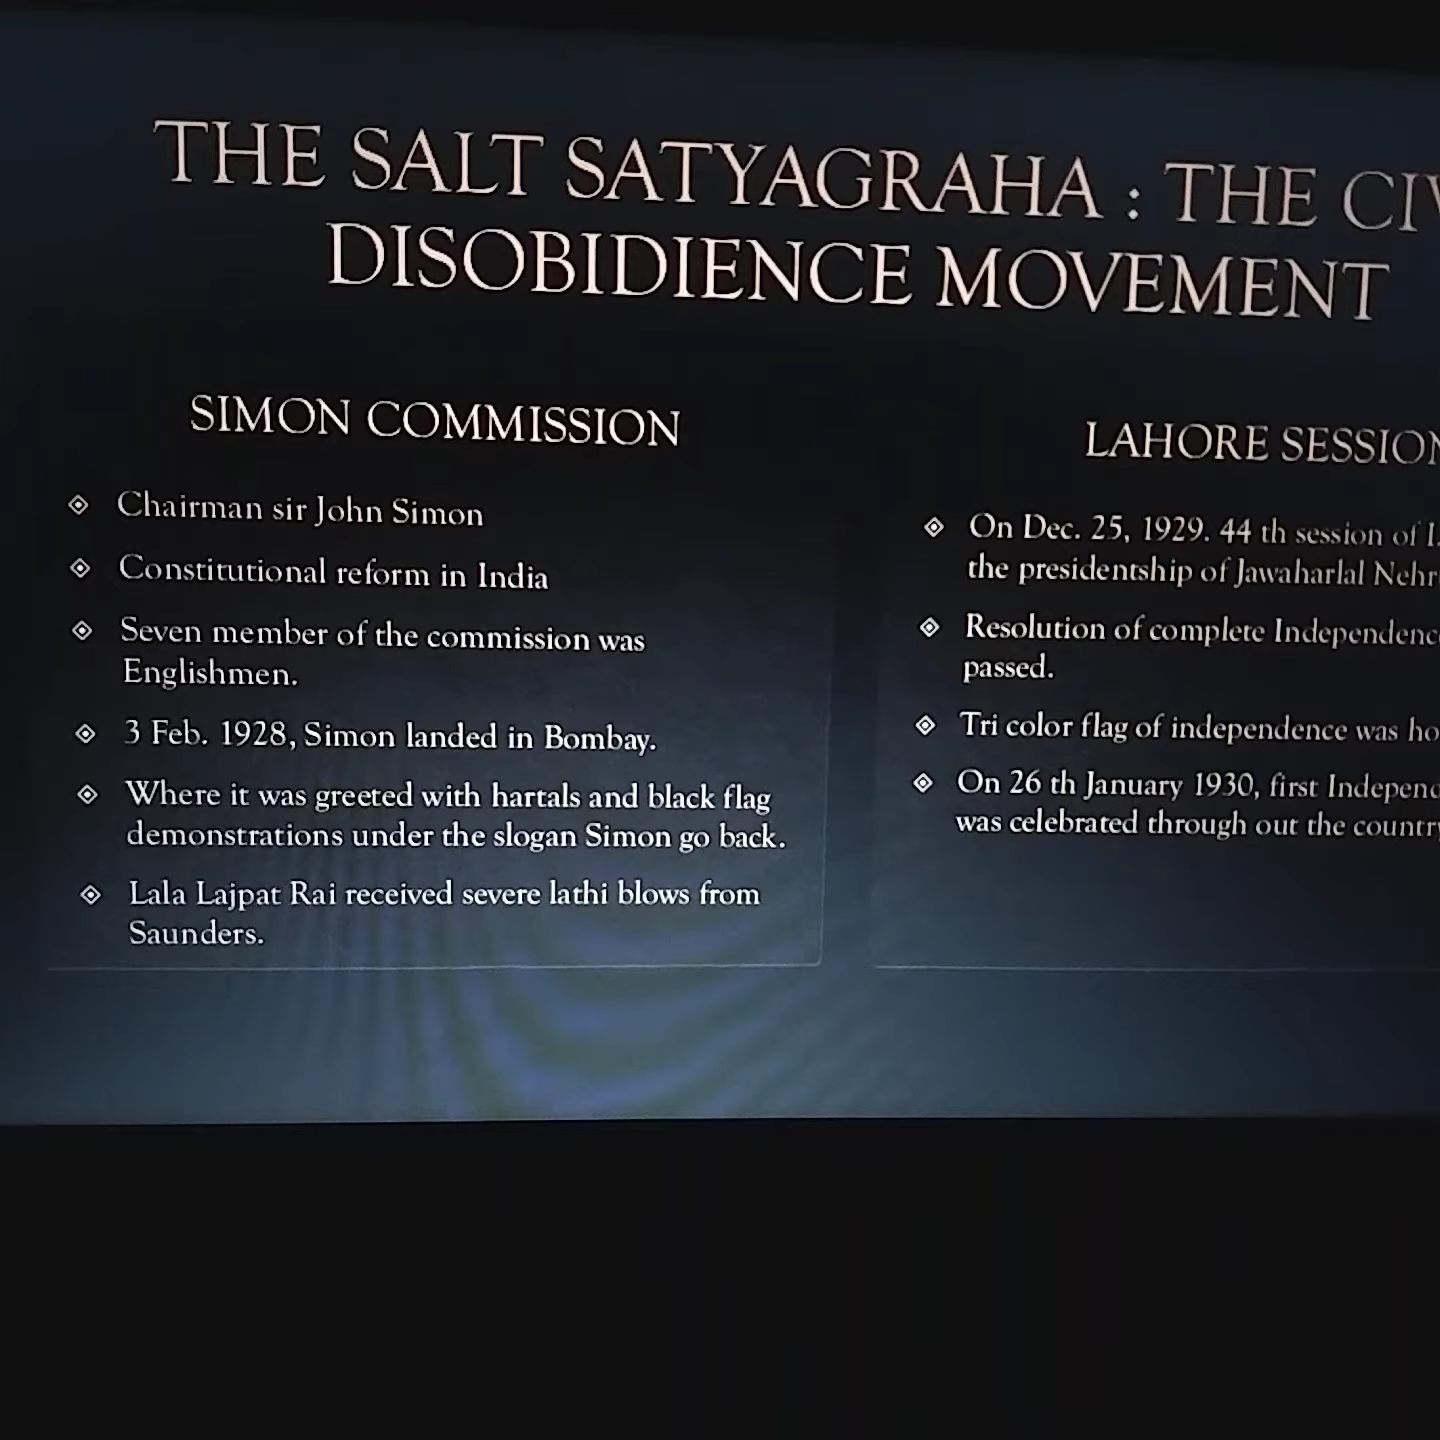 THE SALT SATYAGRAHA : THE
DISOBIDIENCE MOVEMENT
SIMON COMMISSION
Chairman sir John Simon
Constitutional reform in India
Seven member of the commission was
Englishmen.
3 Feb. 1928, Simon landed in Bombay.
Where it was greeted with hartals and black flag
demonstrations under the slogan Simon go back.
Lala Lajpat Rai received severe lathi blows from
Saunders.
LAHORE SESSION
On Dec. 25, 1929. 44 th session of
the presidentship of Jawaharlal
Resolution of complete
passed.
Tri color flag of independence was
On 26 th January 1930, first
was celebrated through out the